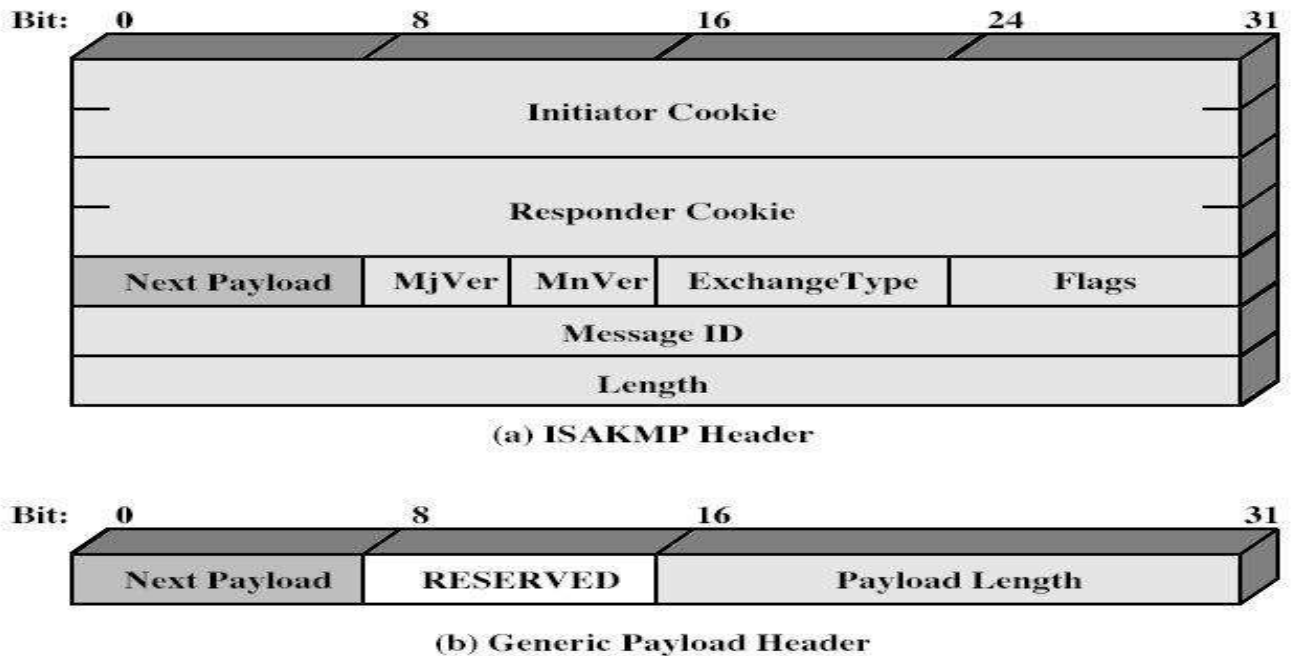 Bit: 0 8 16 24 31
Initiator Cookie
Responder Cookie
Next Payload MjVer MnVer ExchangeType Flags
Message ID
Length
(a) ISAKMP Header
Bit: 0 8 16 31
Next Payload RESERVED Payload Length
(b) Generic Payload Header